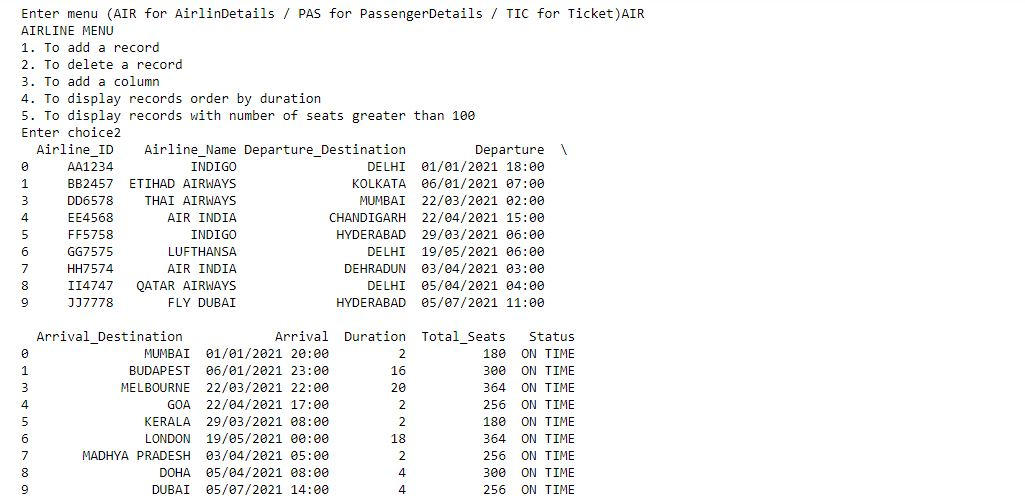 Enter menu (AIR for AirlinDetails / PAS for PassengerDetails / TIC for Ticket)AIR
AIRLINE MENU
1. To add a record
2. To delete a record
3. To add a column
4. To display records order by duration
5. To display records with number of seats greater than 100
Enter choice2
  Airline_ID    Airline_Name Departure_Destination         Departure  \
0     AA1234          INDIGO                 DELHI  01/01/2021 18:00
1     BB2457  ETIHAD AIRWAYS               KOLKATA  06/01/2021 07:00
3     DD6578    THAI AIRWAYS                MUMBAI  22/03/2021 02:00
4     EE4568       AIR INDIA            CHANDIGARH  22/04/2021 15:00
5     FF5758          INDIGO             HYDERABAD  29/03/2021 06:00
6     GG7575       LUFTHANSA                 DELHI  19/05/2021 06:00
7     HH7574       AIR INDIA              DEHRADUN  03/04/2021 03:00
8     II4747   QATAR AIRWAYS                 DELHI  05/04/2021 04:00
9     JJ7778       FLY DUBAI             HYDERABAD  05/07/2021 11:00

  Arrival_Destination            Arrival  Duration  Total_Seats   Status
0               MUMBAI  01/01/2021 20:00         2          180  ON TIME
1             BUDAPEST  06/01/2021 23:00        16          300  ON TIME
3            MELBOURNE  22/03/2021 22:00        20          364  ON TIME
4                  GOA  22/04/2021 17:00         2          256  ON TIME
5               KERALA  29/03/2021 08:00         2          180  ON TIME
6               LONDON  19/05/2021 00:00        18          364  ON TIME
7       MADHYA PRADESH  03/04/2021 05:00         2          256  ON TIME
8                 DOHA  05/04/2021 08:00         4          300  ON TIME
9                DUBAI  05/07/2021 14:00         4          256  ON TIME